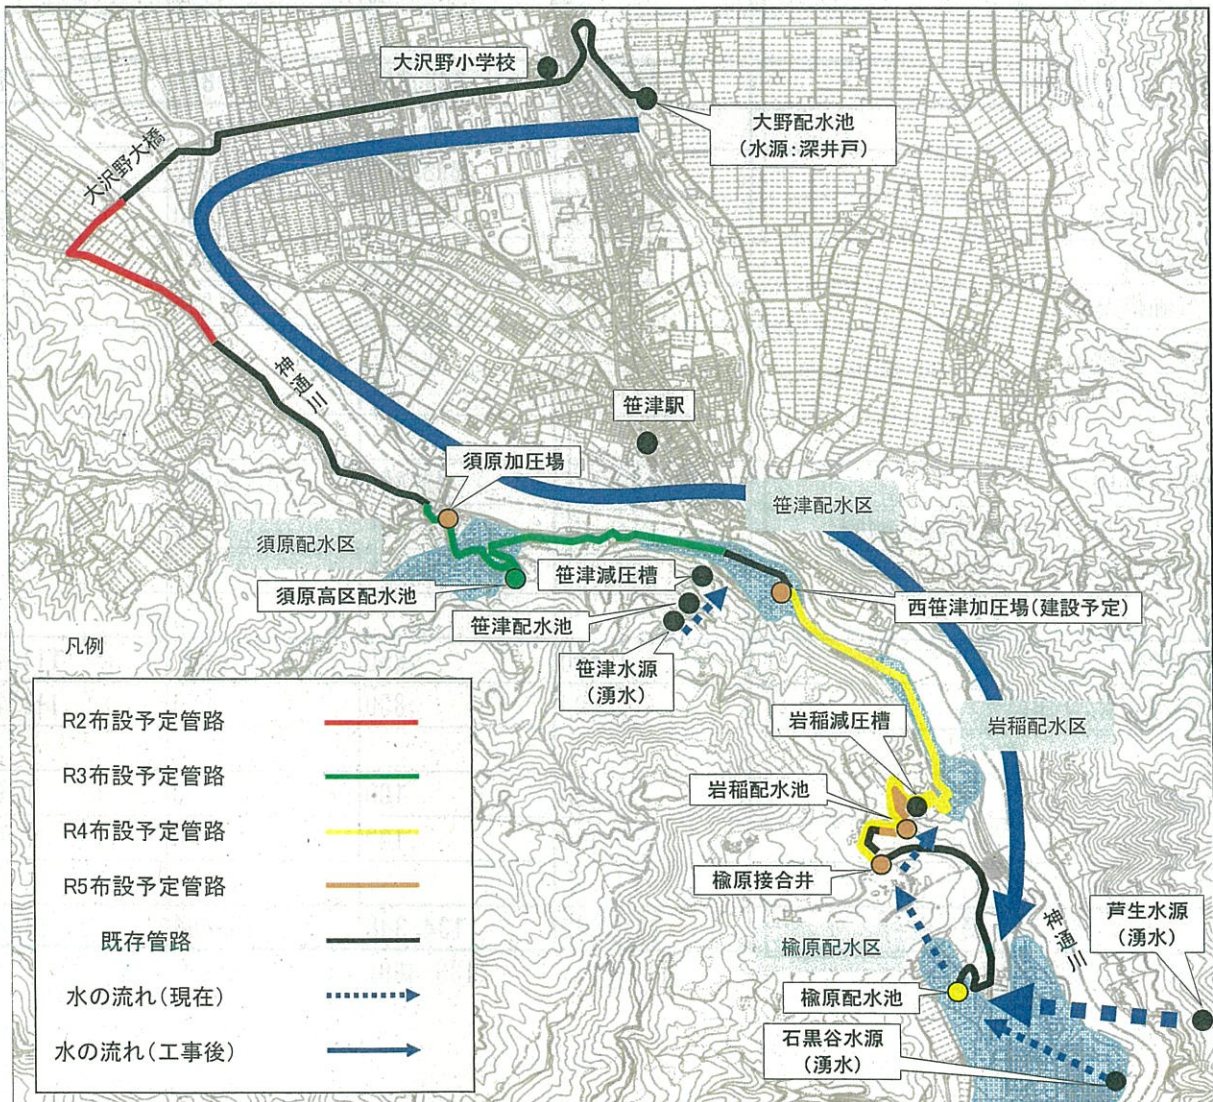 大沢野小学校
大野配水池
(水源:深井戸)
大沢野大橋
神通川
笹津駅
須原加圧場
笹津配水区
須原配水区
笹津減圧槽
須原高区配水池
笹津配水池
西笹津加圧場(建設予定)
笹津水源
(湧水)
岩稲減圧槽
岩稲配水区
岩稲配水池
楡原接合井
芦生水源
(湧水)
神通川
楡原配水区
楡原配水池
石黒谷水源
(湧水)
凡例
R2布設予定管路
R3布設予定管路
R4布設予定管路
R5布設予定管路
既存管路
水の流れ(現在)
水の流れ(工事後)